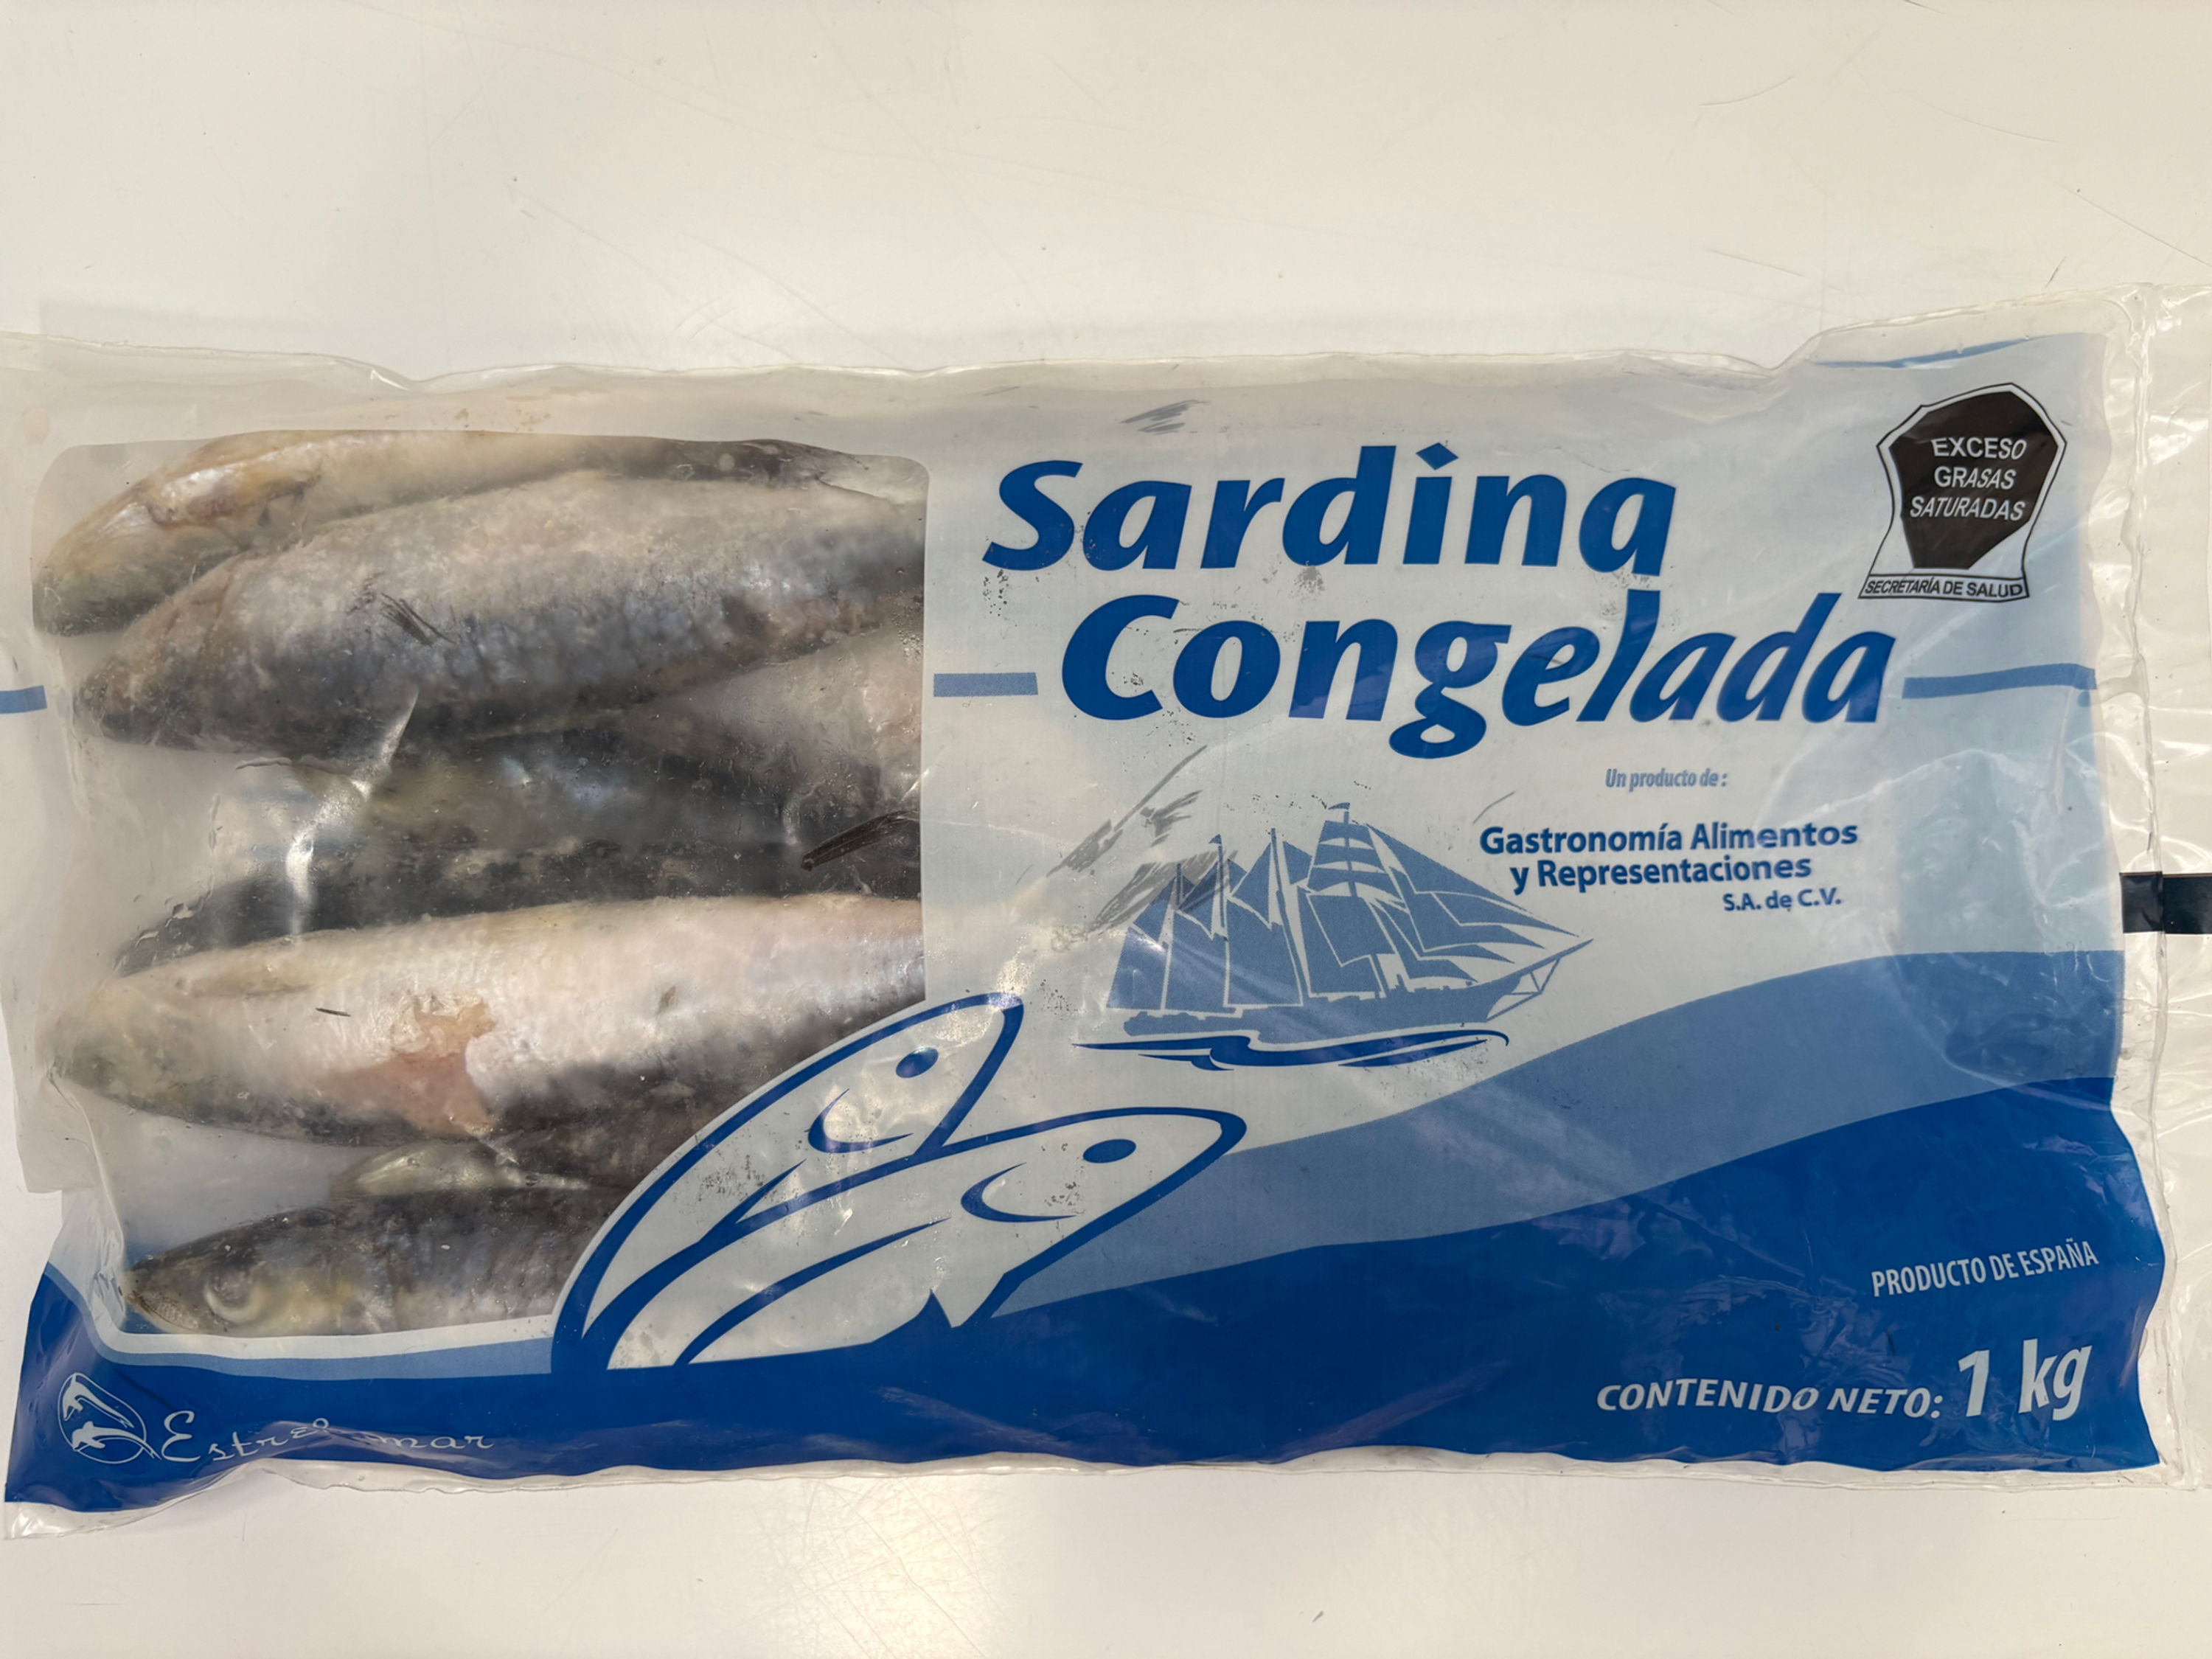 Sardina
Congelada
EXCESO
GRASAS
SATURADAS
SECRETARÍA DE SALUD
Un producto de:
Gastronomía Alimentos
y Representaciones
S.A. de C.V.
PRODUCTO DE ESPAÑA
CONTENIDO NETO: 1 kg
mar